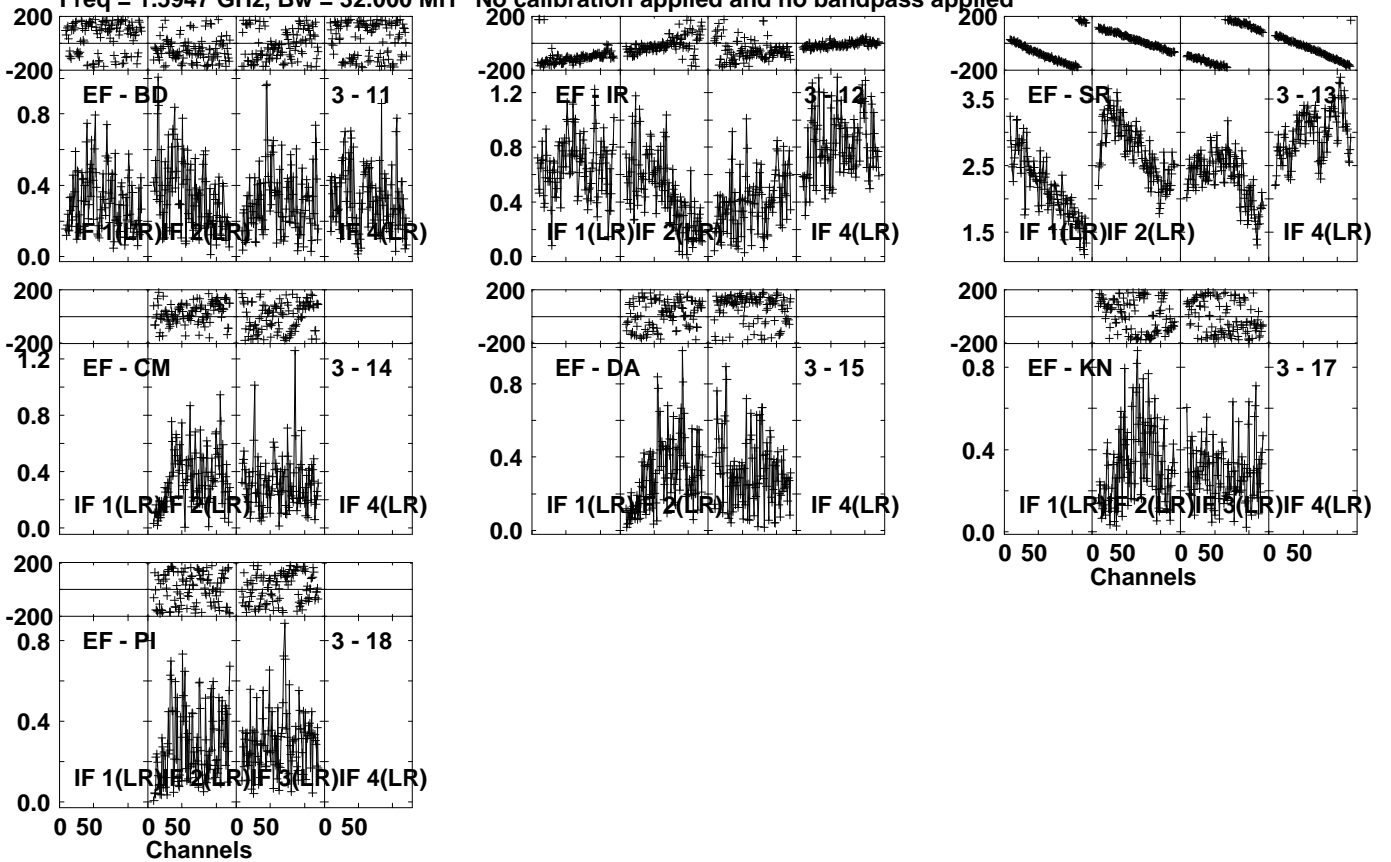 Freq = 1.5947 GHz, Bw = 32.000 MH No calibration applied and no bandpass applied
200
-200
EF - BD
3 - 11
0.8
0.4
0.0
IF 1(LR)
IF 2(LR)
IF 4(LR)
200
-200
EF - IR
3 - 12
1.2
0.8
0.4
0.0
IF 1(LR)
IF 2(LR)
IF 4(LR)
200
-200
EF - SR
3 - 13
3.5
2.5
1.5
IF 1(LR)
IF 2(LR)
IF 4(LR)
200
-200
EF - CM
3 - 14
1.2
0.8
0.4
0.0
IF 1(LR)
IF 2(LR)
IF 4(LR)
200
-200
EF - DA
3 - 15
0.8
0.4
0.0
IF 1(LR)
IF 2(LR)
IF 4(LR)
200
-200
EF - KN
3 - 17
0.8
0.4
0.0
IF 1(LR)
IF 2(LR)
IF 3(LR)
IF 4(LR)
0 50 0 50 0 50 0 50
Channels
200
-200
EF - PI
3 - 18
0.8
0.4
0.0
IF 1(LR)
IF 2(LR)
IF 3(LR)
IF 4(LR)
0 50 0 50 0 50 0 50
Channels